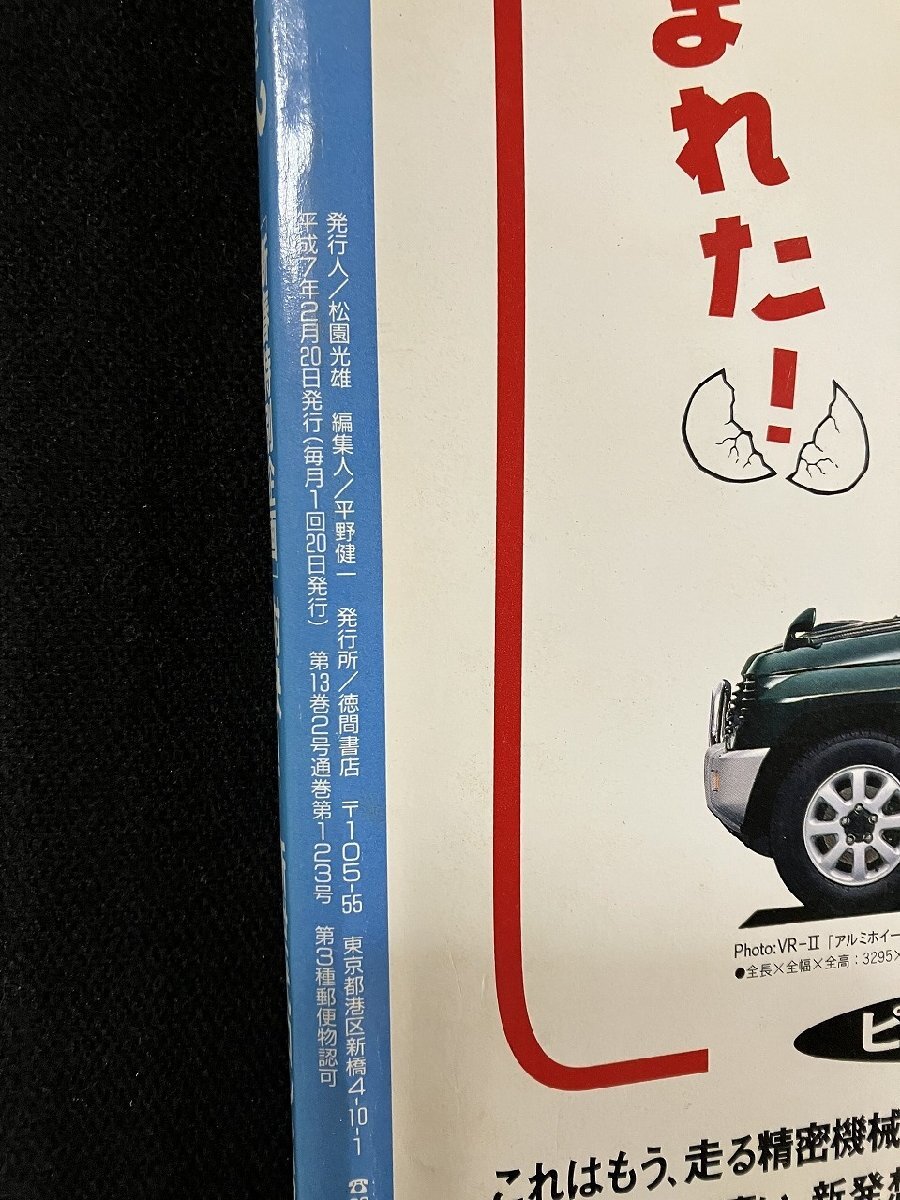 まれた!
発行人/松園光雄 編集人/平野健一 発行所/徳間書店 〒105-55 東京都港区新橋4-10-1 ☎
平成7年2月20日発行(毎月1回20日発行) 第13巻2号通巻第123号 第3種郵便物認可
Photo:VR-II「アルミホイー
●全長×全幅×全高:3295×
ピ
これはもう、走る精密機械
新発想